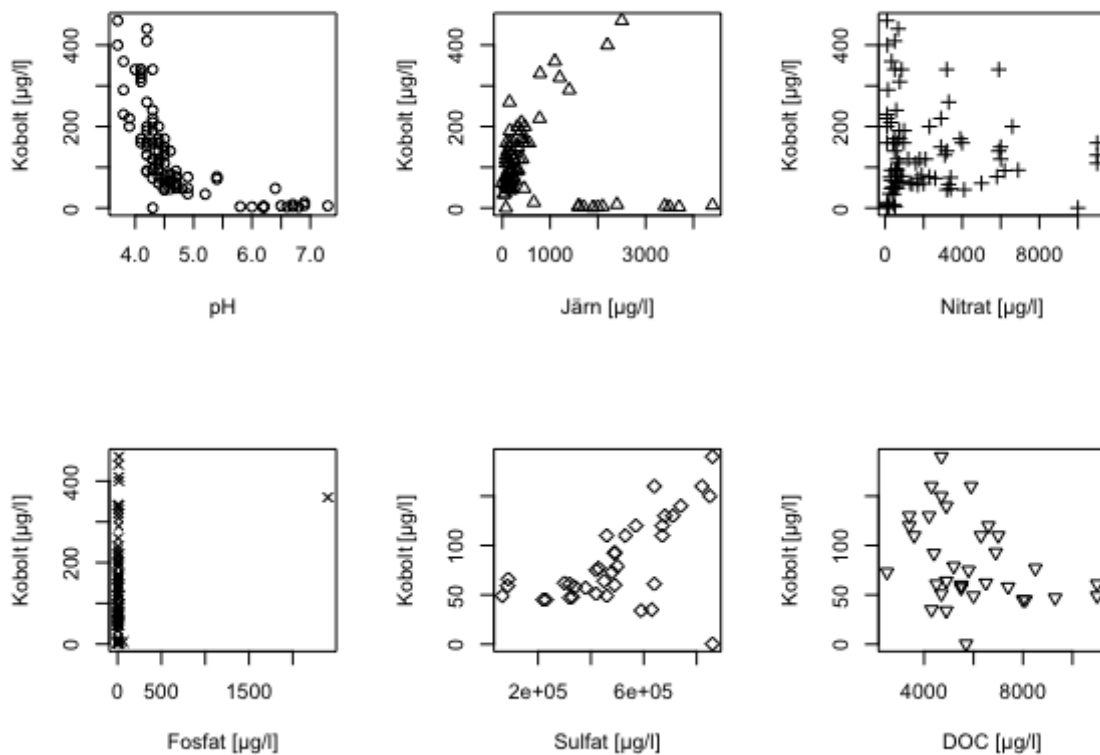 Kobolt [µg/l]
0 200 400
4.0 5.0 6.0 7.0
pH
Kobolt [µg/l]
0 200 400
0 1000 3000
Järn [µg/l]
Kobolt [µg/l]
0 200 400
0 4000 8000
Nitrat [µg/l]
Kobolt [µg/l]
0 200 400
0 500 1500
Fosfat [µg/l]
Kobolt [µg/l]
0 50 100
2e+05 6e+05
Sulfat [µg/l]
Kobolt [µg/l]
0 50 100
4000 8000
DOC [µg/l]